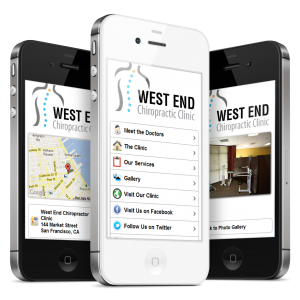 WEST END
Chiropractic Clinic
West End Chiropractor
Clinic
144 Market Street
San Francisco, CA
WEST END
Chiropractic Clinic
Meet the Doctors
The Clinic
Our Services
Gallery
Visit Our Clinic
Visit Us on Facebook
Follow Us on Twitter
WEST END
Chiropractic Clinic
k to Photo Gallery